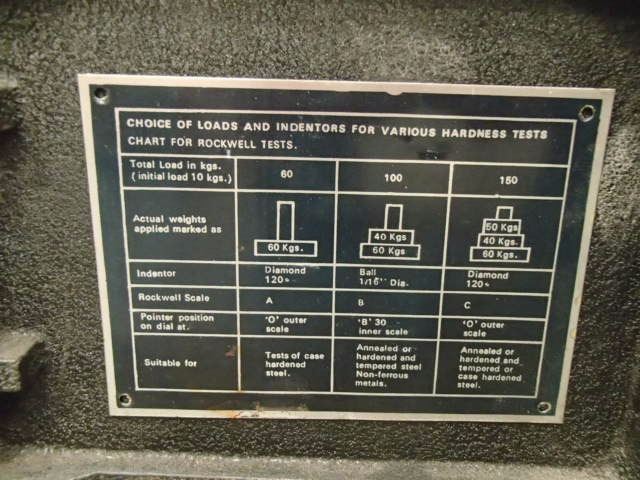 CHOICE OF LOADS AND INDENTORS FOR VARIOUS HARDNESS TESTS
CHART FOR ROCKWELL TESTS.
Total Load in kgs.
(initial load 10 kgs.)
60
100
150
Actual weights
applied marked as
60 Kgs.
40 Kgs
60 Kgs.
50 Kgs
40 Kgs.
60 Kgs.
Indentor
Diamond
120°
Ball
1/16" Dia.
Diamond
120°
Rockwell Scale
A
B
C
Pointer position
on dial at.
'O' outer
scale
'B' 30
inner scale
'O' outer
scale
Suitable for
Tests of case
hardened
steel.
Annealed or
hardened and
tempered steel
Non-ferrous
metals.
Annealed or
hardened and
tempered or
case hardened
steel.